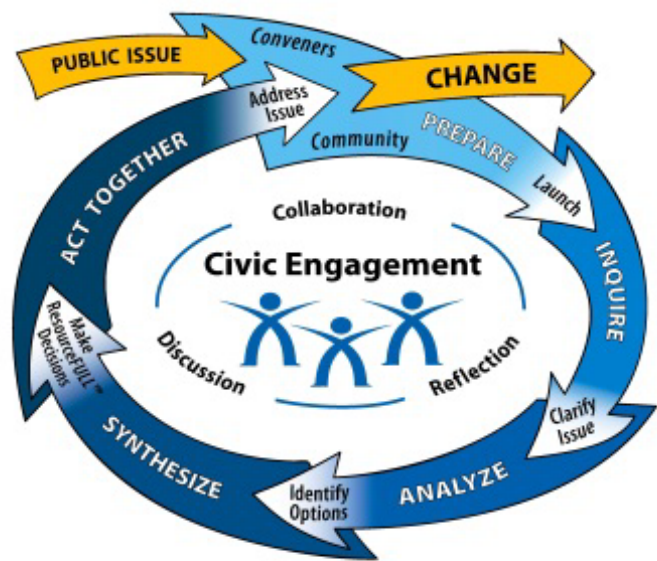 PUBLIC ISSUE
Conveners
CHANGE
Address
Issue
Community
PREPARE
Launch
ACT TOGETHER
INQUIRE
Collaboration
Civic Engagement
Discussion
Reflection
Make
ResourceFULL™
Decisions
Clarify
Issue
SYNTHESIZE
Identify
Options
ANALYZE